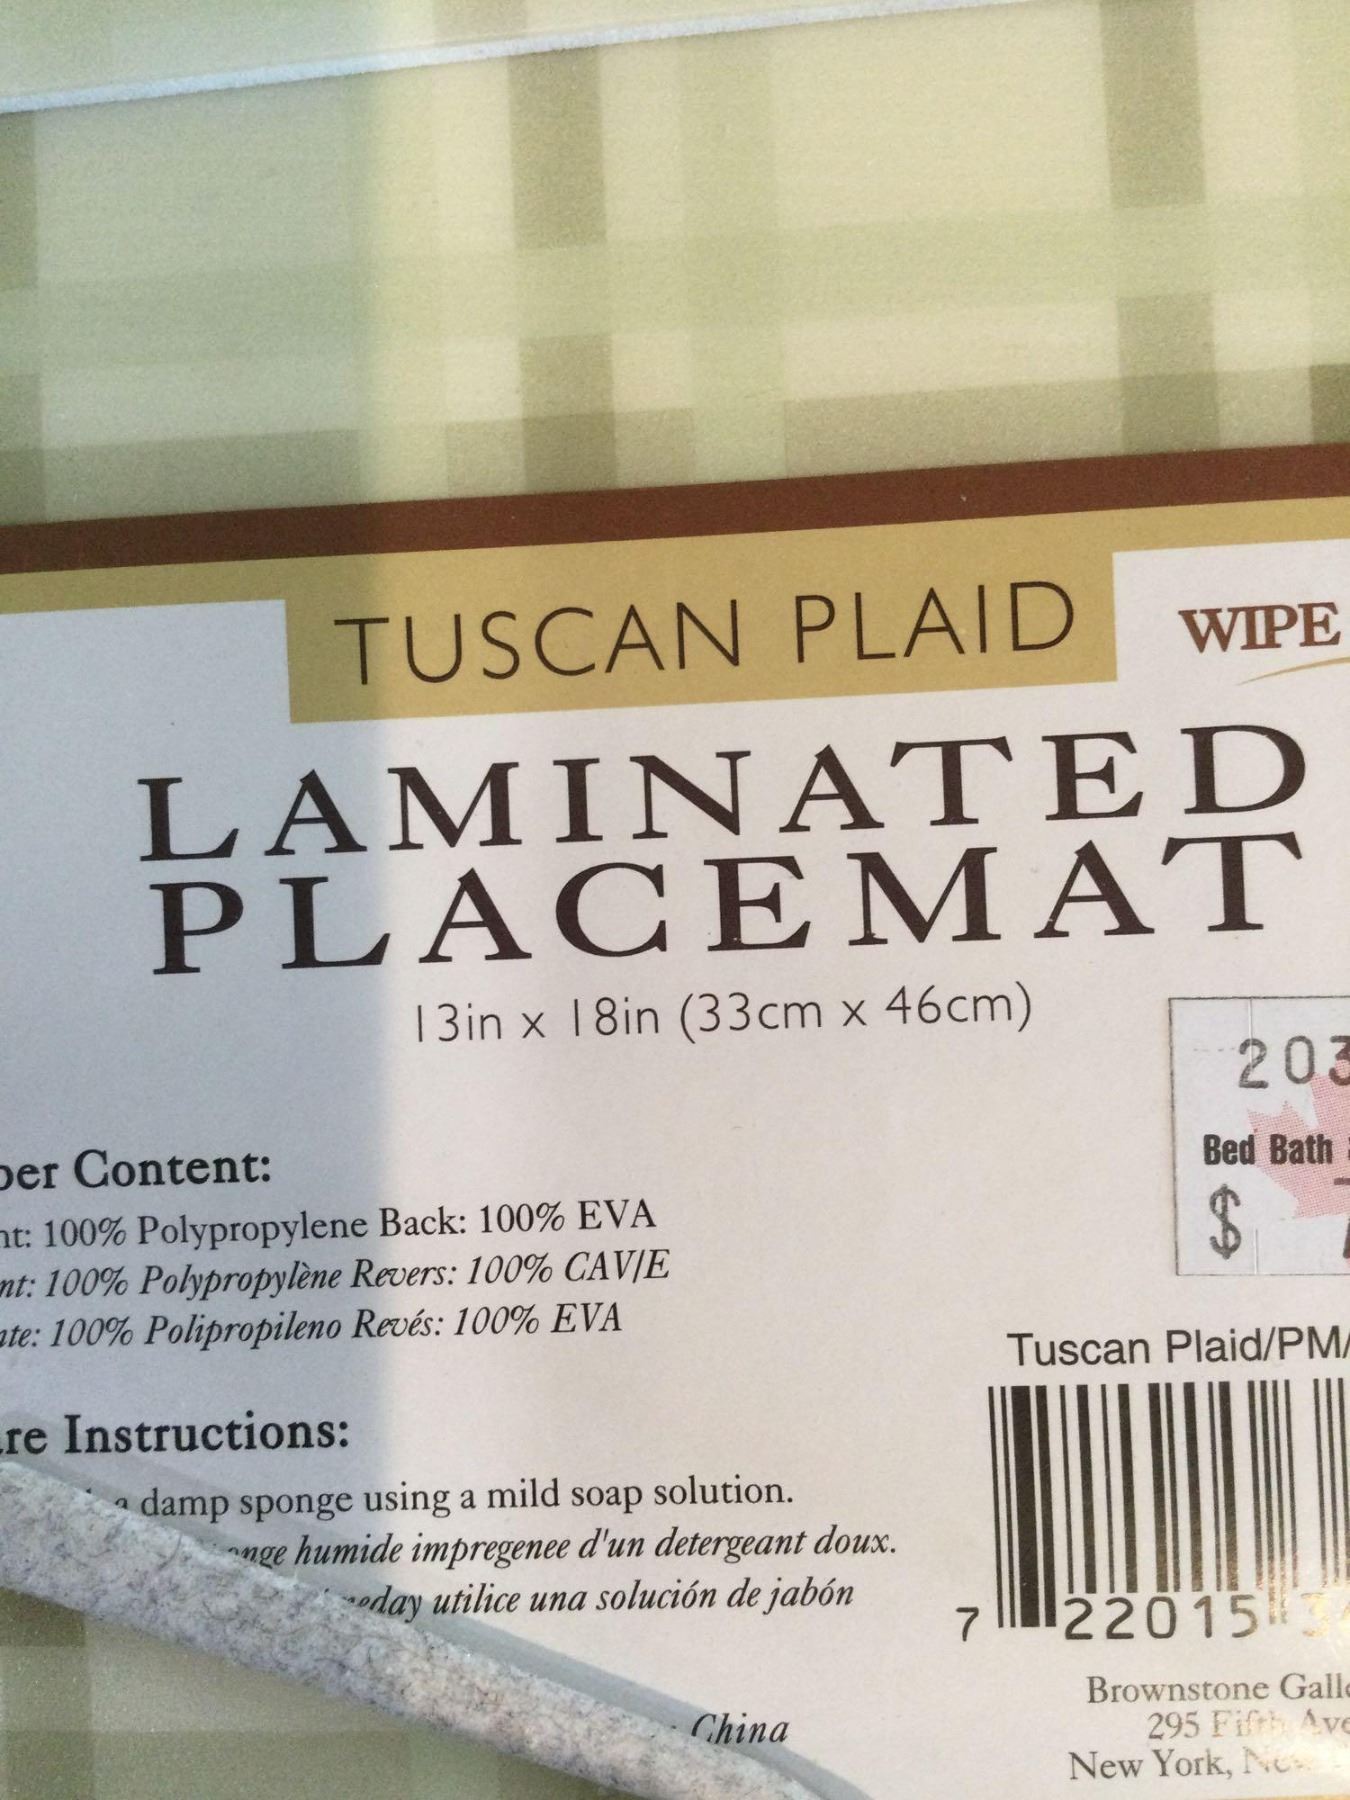 TUSCAN PLAID
WIPE
LAMINATED
PLACEMAT
13in x 18in (33cm x 46cm)
203
Bed Bath
$
ber Content:
nt: 100% Polypropylene Back: 100% EVA
nt: 100% Polypropylène Revers: 100% CAV/E
nte: 100% Polipropileno Revés: 100% EVA
re Instructions:
a damp sponge using a mild soap solution.
onge humide impregenee d'un detergeant doux.
utilice una solución de jabón
China
Tuscan Plaid/PM/
7 22015 3
Brownstone Galle
295 Fifth Ave
New York,